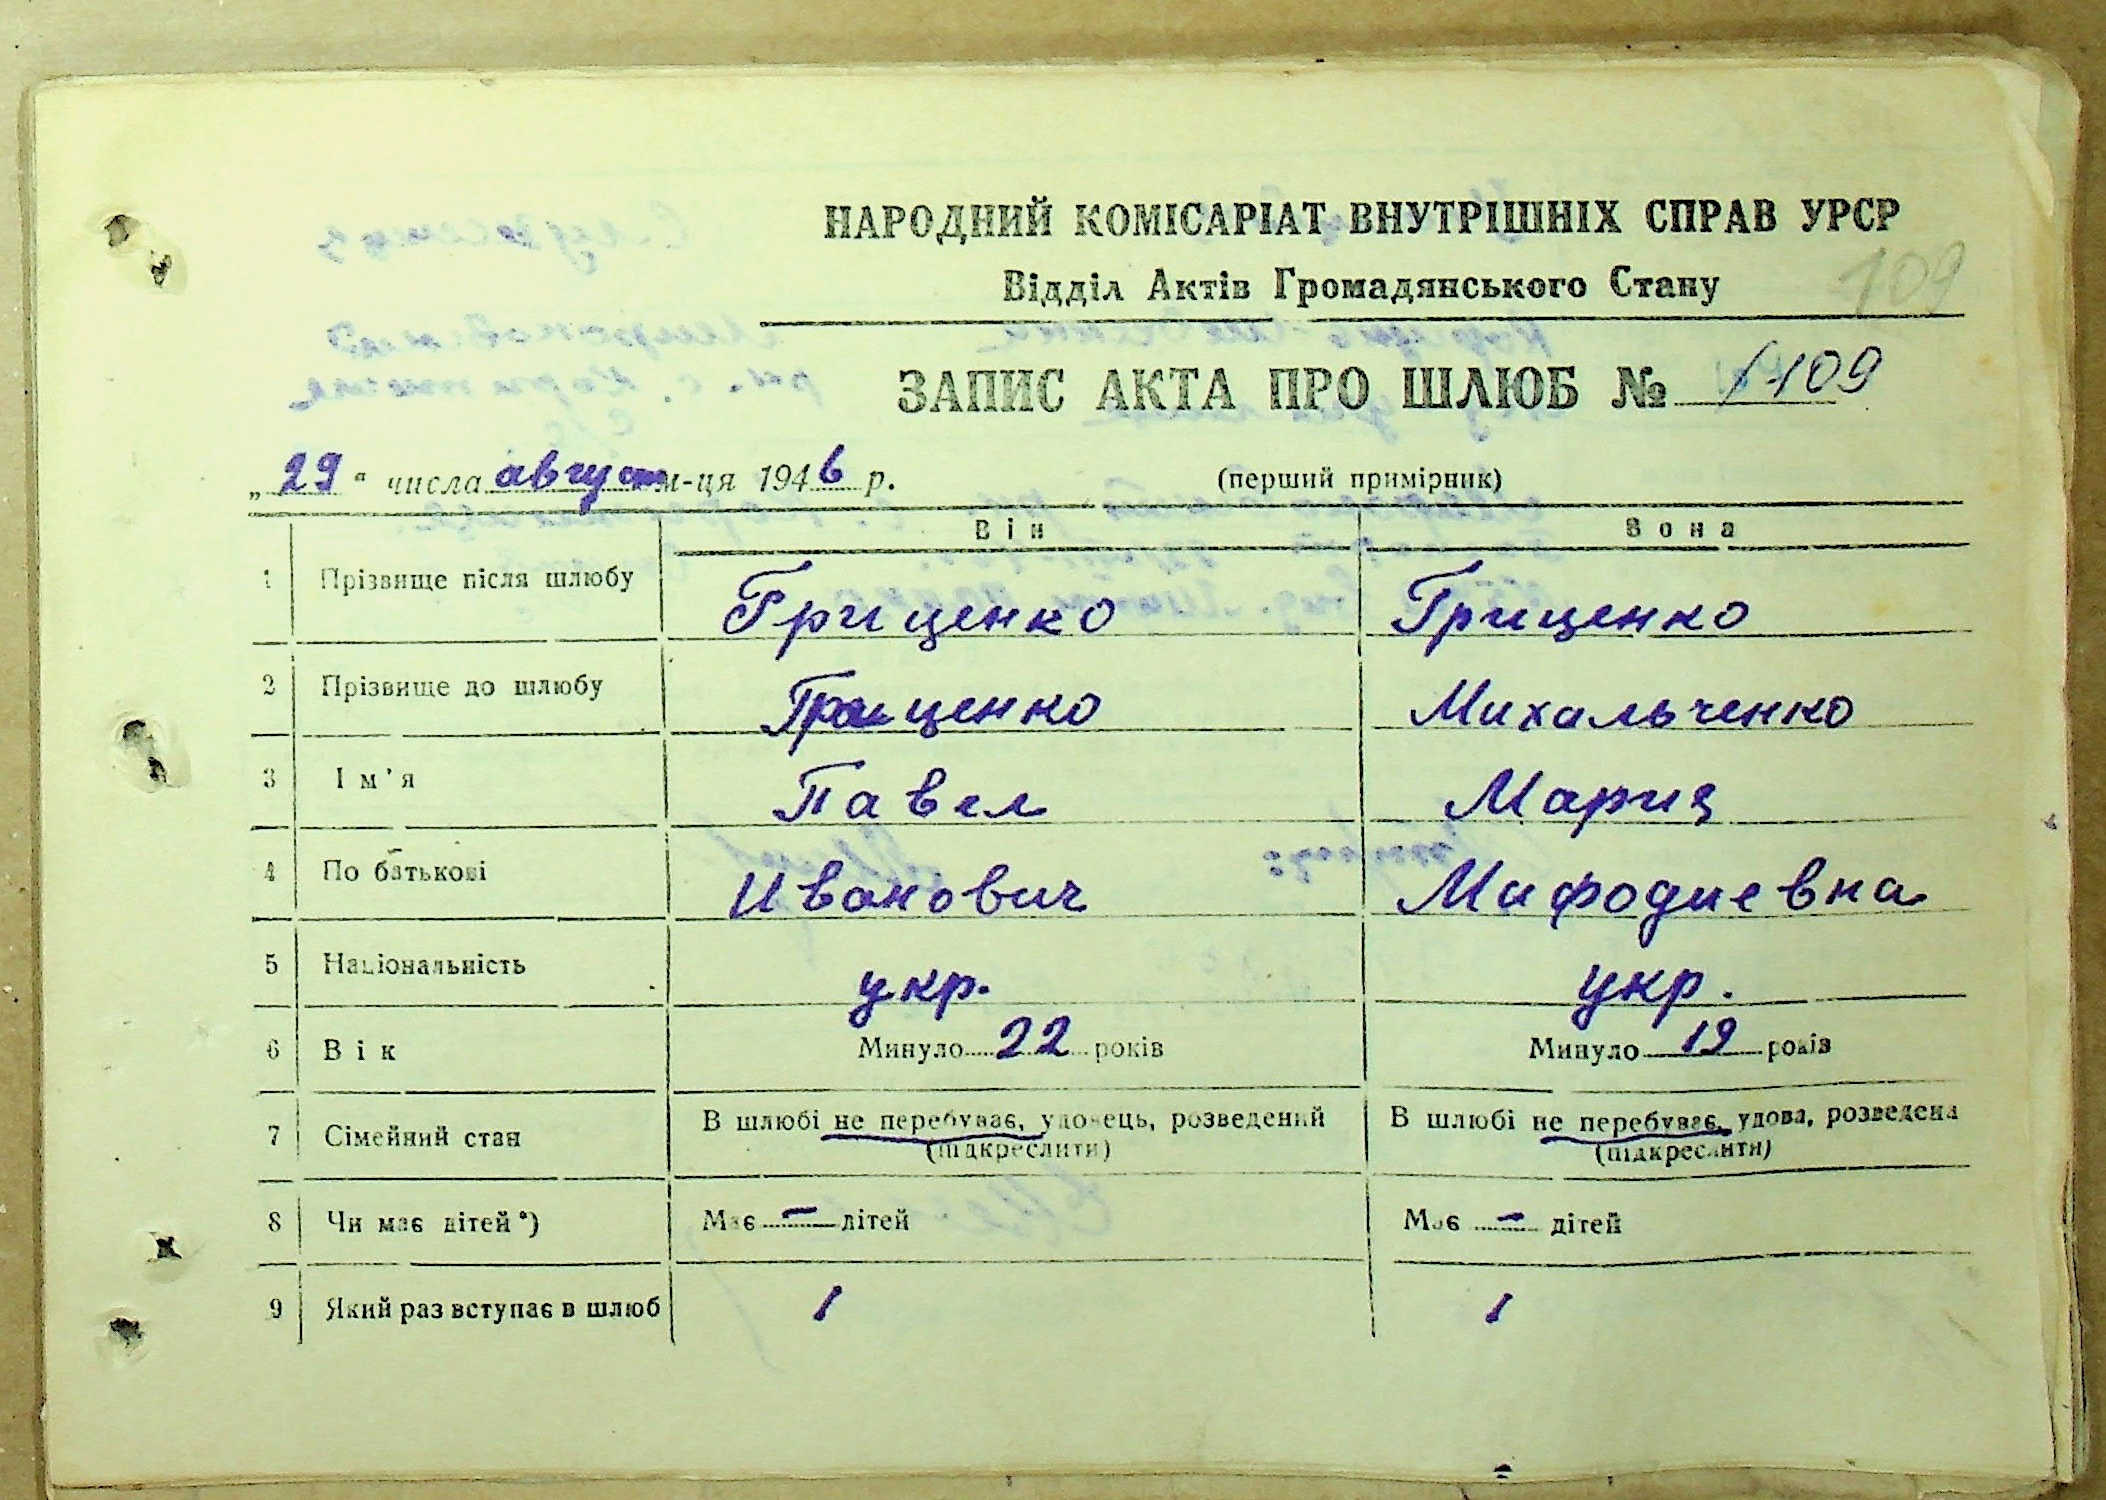 НАРОДНИЙ КОМІСАРІАТ ВНУТРІШНІХ СПРАВ УРСР
Відділ Актів Громадянського Стану
109
ЗАПИС АКТА ПРО ШЛЮБ № 1109
„29“ числа август м-ця 1946 р. (перший примірник)
Він Вона
1 Прізвище після шлюбу Гриценко Гриценко
2 Прізвище до шлюбу Гриценко Михальченко
3 Ім’я Павел Мария
4 По батькові Иванович Мифодиевна
5 Національність укр. укр.
6 Вік Минуло 22 років Минуло 19 років
7 Сімейний стан В шлюбі не перебуває, удовець, розведений В шлюбі не перебуває, удова, розведена
(підкреслити) (підкреслити)
8 Чи має дітей*) Має – дітей Має – дітей
9 Який раз вступає в шлюб 1 1